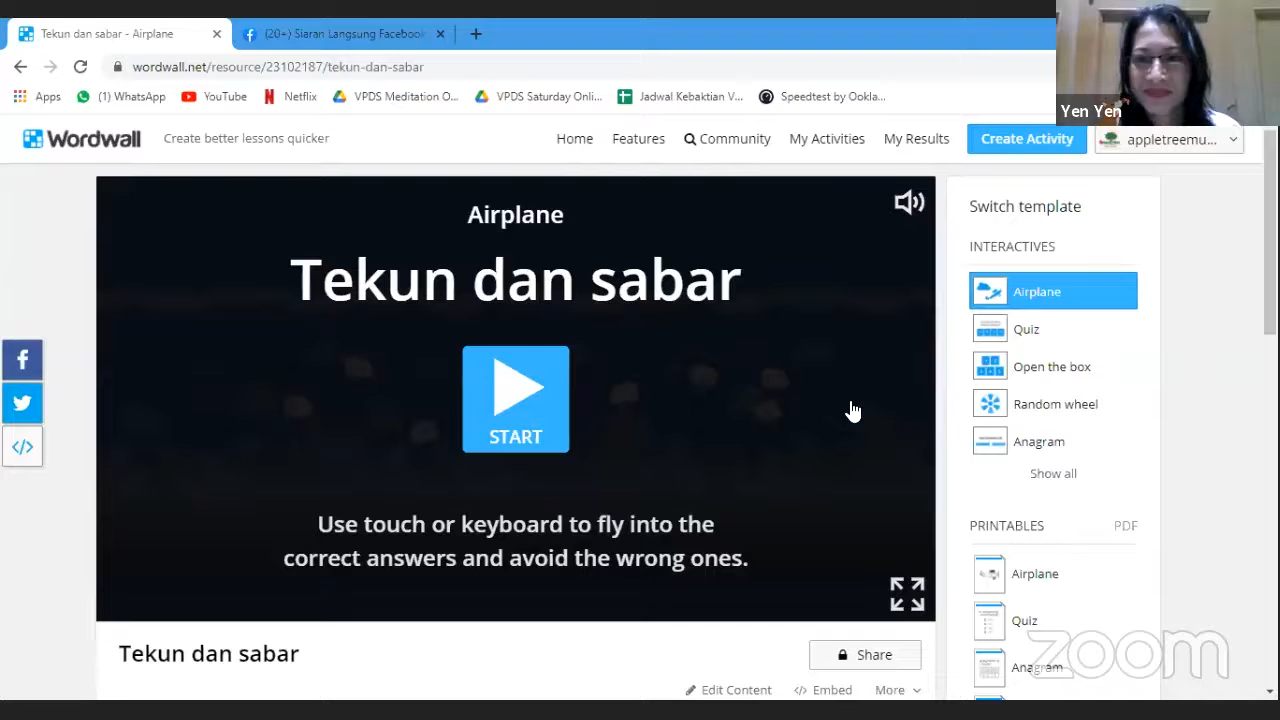 Tekun dan sabar - Airplane
(20+) Siaran Langsung Facebook
wordwall.net/resource/23102187/tekun-dan-sabar
Apps
(1) WhatsApp
YouTube
Netflix
VPDS Meditation O...
VPDS Saturday Onli...
Jadwal Kebaktian V...
Speedtest by Ookla...
Yen Yen
Wordwall
Create better lessons quicker
Home
Features
Community
My Activities
My Results
Create Activity
appletreemu...
Airplane
Tekun dan sabar
START
Use touch or keyboard to fly into the
correct answers and avoid the wrong ones.
Switch template
INTERACTIVES
Airplane
Quiz
Open the box
Random wheel
Anagram
Show all
PRINTABLES
PDF
Airplane
Quiz
Anagram
Tekun dan sabar
Share
Edit Content
</> Embed
More
zoom